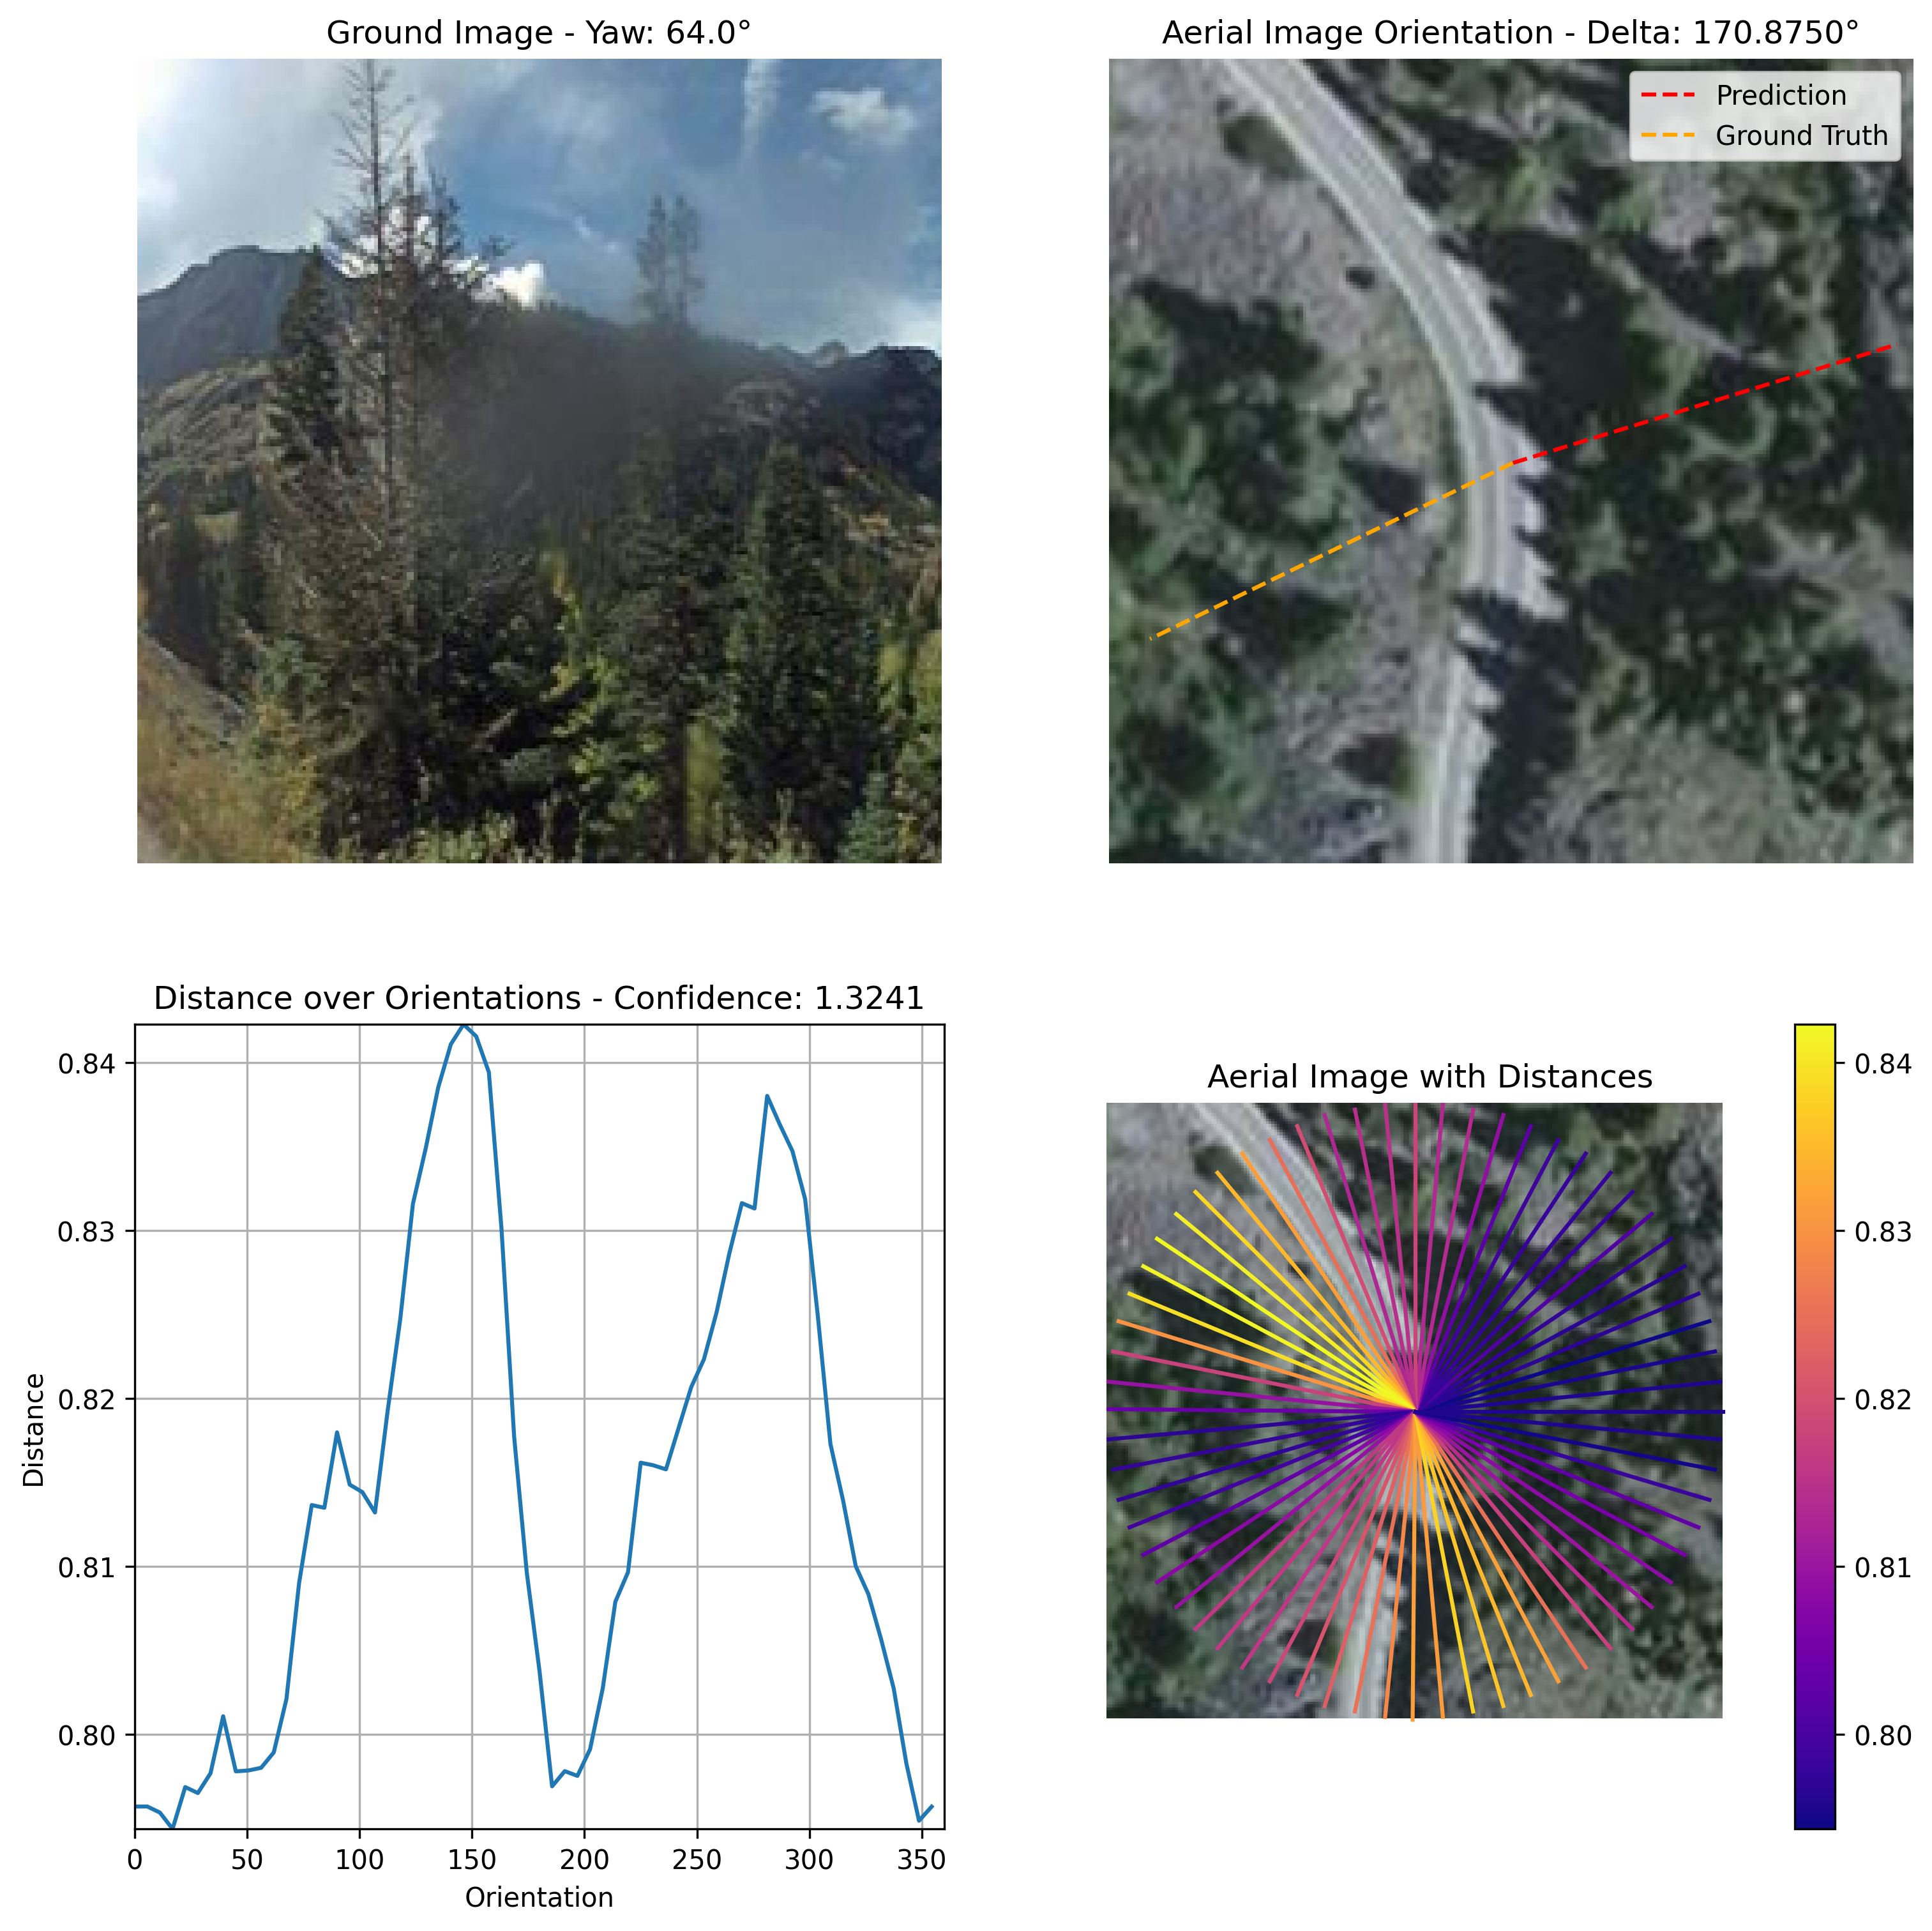 Ground Image - Yaw: 64.0°
Aerial Image Orientation - Delta: 170.8750°
Prediction
Ground Truth
Distance over Orientations - Confidence: 1.3241
0.84
0.83
0.82
0.81
0.80
Distance
0 50 100 150 200 250 300 350
Orientation
Aerial Image with Distances
0.84
0.83
0.82
0.81
0.80